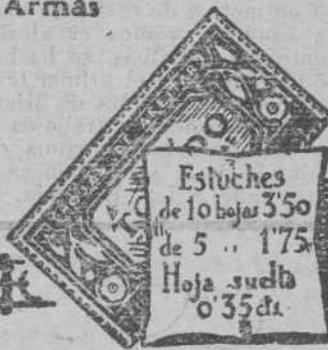 Armas
Estuches
de 10 hojas 3'50
de 5 .. 1'75
Hoja suelta
0'35 cts